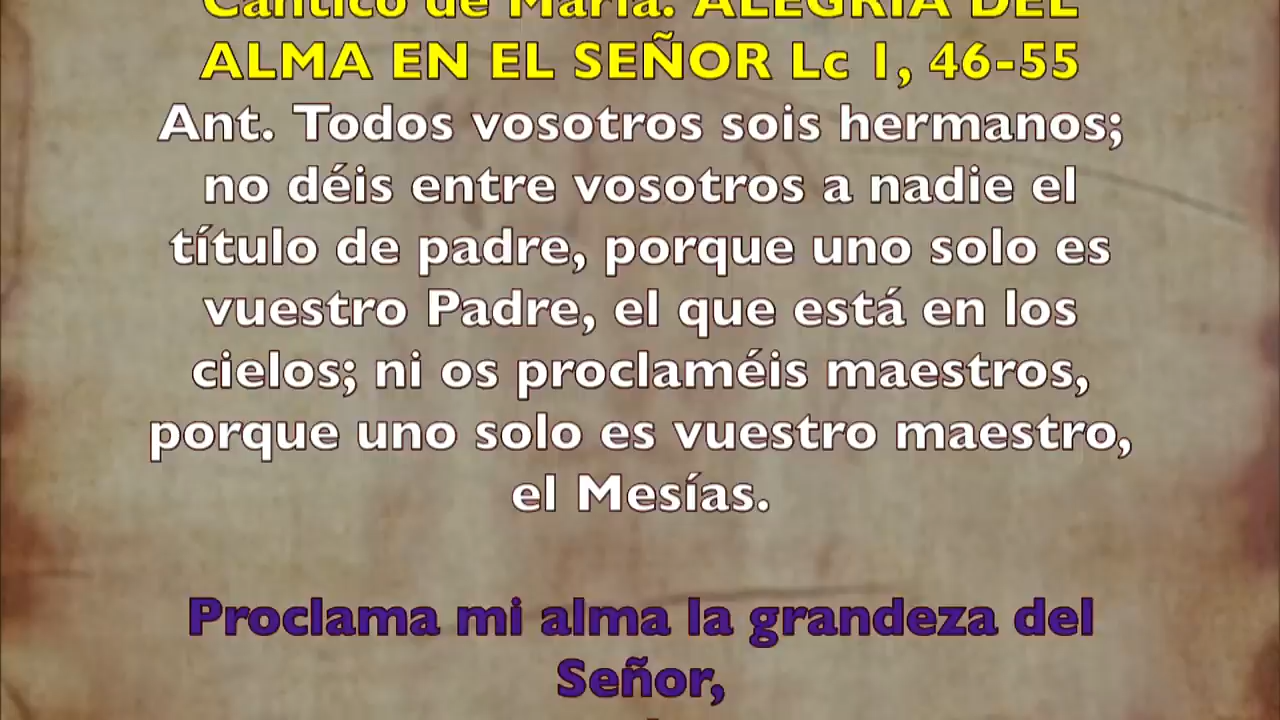 Cántico de María. ALEGRÍA DEL
ALMA EN EL SEÑOR Lc 1, 46-55
Ant. Todos vosotros sois hermanos;
no déis entre vosotros a nadie el
título de padre, porque uno solo es
vuestro Padre, el que está en los
cielos; ni os proclaméis maestros,
porque uno solo es vuestro maestro,
el Mesías.
Proclama mi alma la grandeza del
Señor,